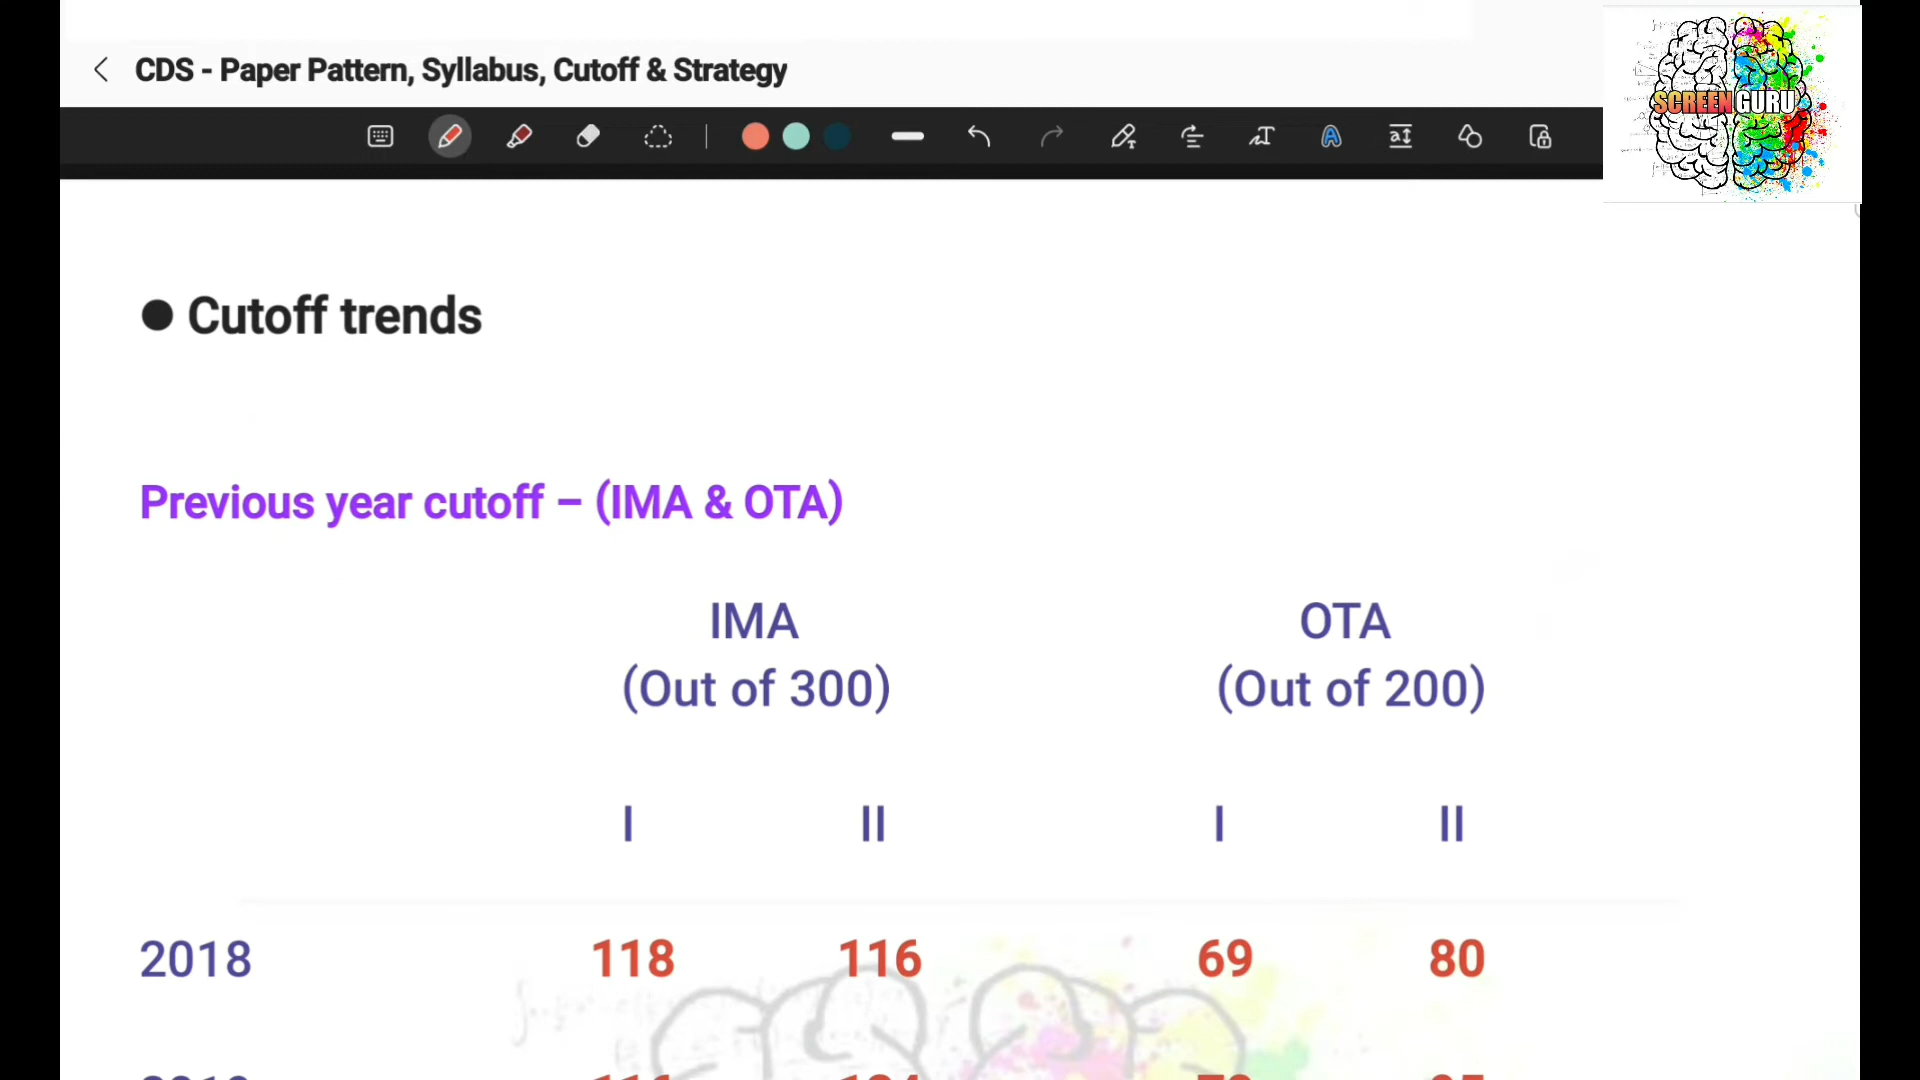 CDS - Paper Pattern, Syllabus, Cutoff & Strategy
SCREEN GURU
● Cutoff trends
Previous year cutoff – (IMA & OTA)
IMA OTA
(Out of 300) (Out of 200)
I II I II
2018 118 116 69 80